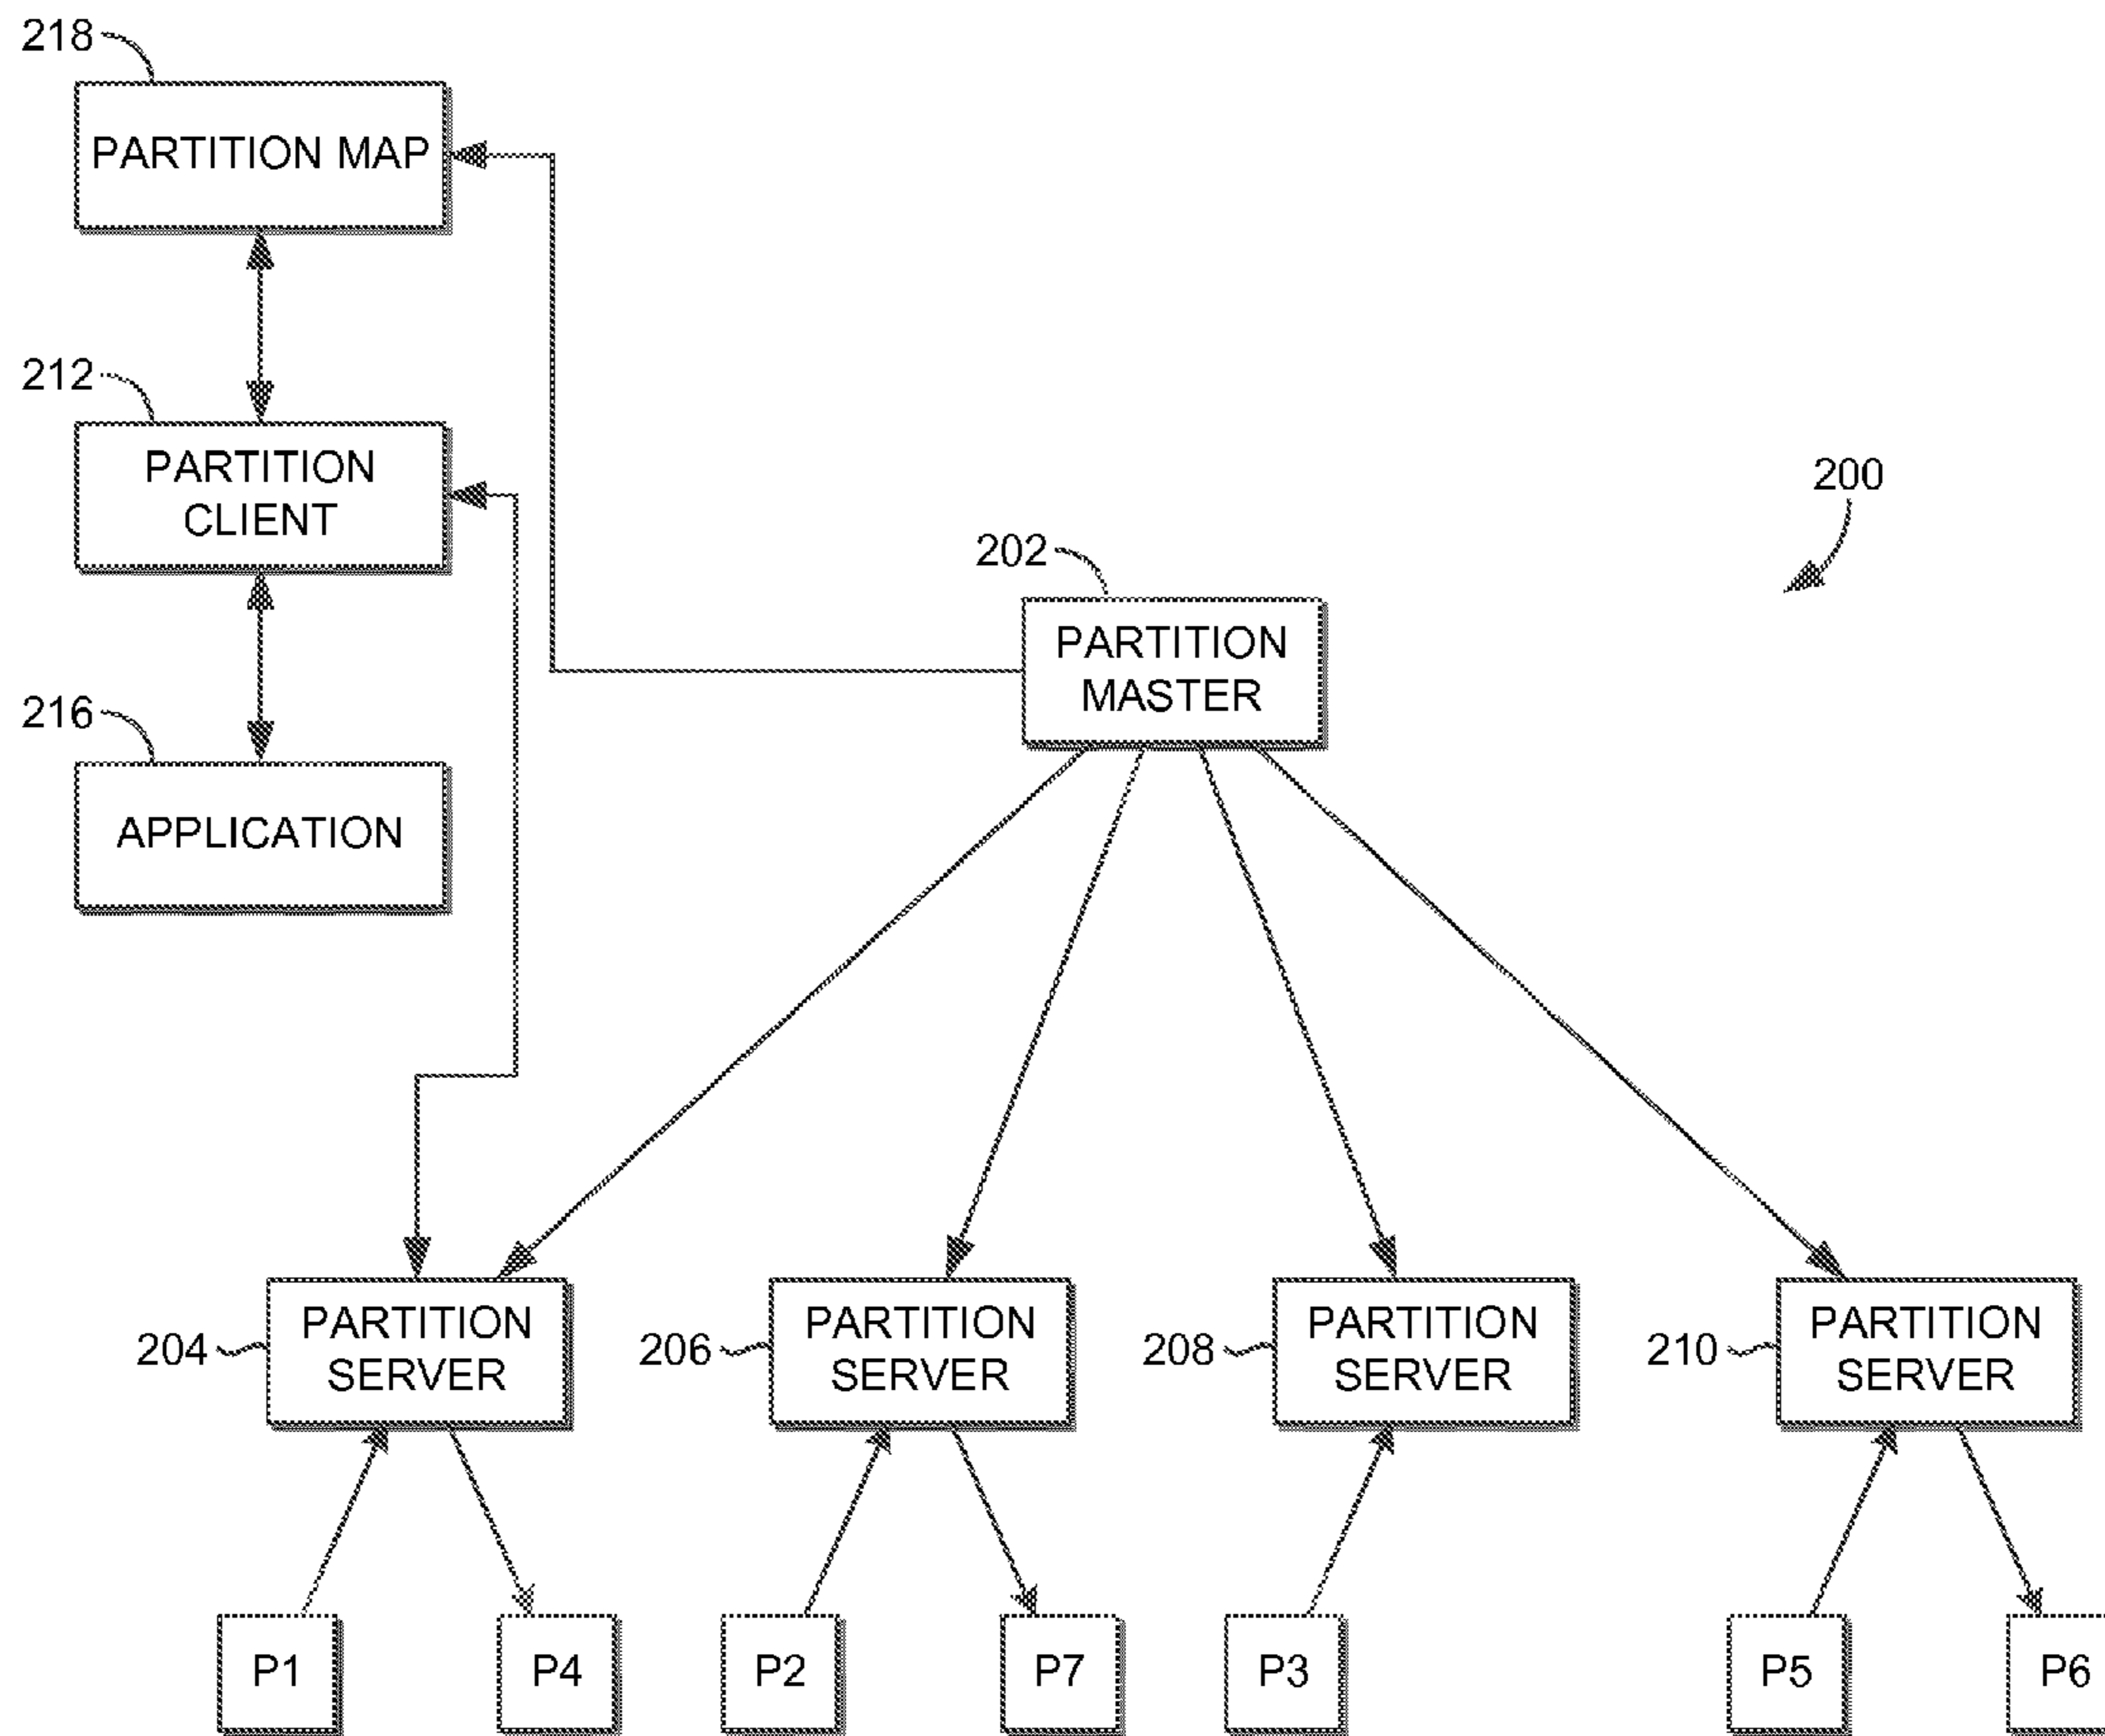 218
PARTITION MAP
212
PARTITION
CLIENT
200
202
PARTITION
MASTER
216
APPLICATION
204
PARTITION
SERVER
206
PARTITION
SERVER
208
PARTITION
SERVER
210
PARTITION
SERVER
P1
P4
P2
P7
P3
P5
P6